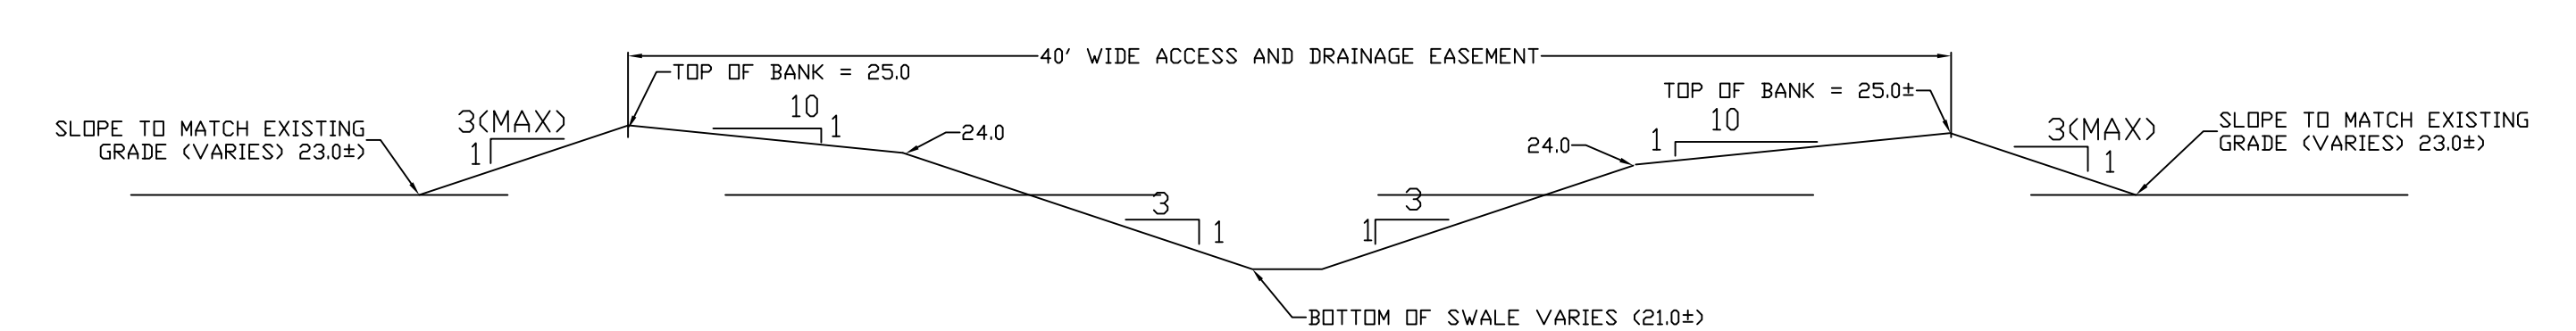 40' WIDE ACCESS AND DRAINAGE EASEMENT
TOP OF BANK = 25.0
TOP OF BANK = 25.0±
SLOPE TO MATCH EXISTING
GRADE (VARIES) 23.0±)
3(MAX)
1
10
1
24.0
24.0
1
10
3(MAX)
1
SLOPE TO MATCH EXISTING
GRADE (VARIES) 23.0±)
3
1
3
1
BOTTOM OF SWALE VARIES (21.0±)